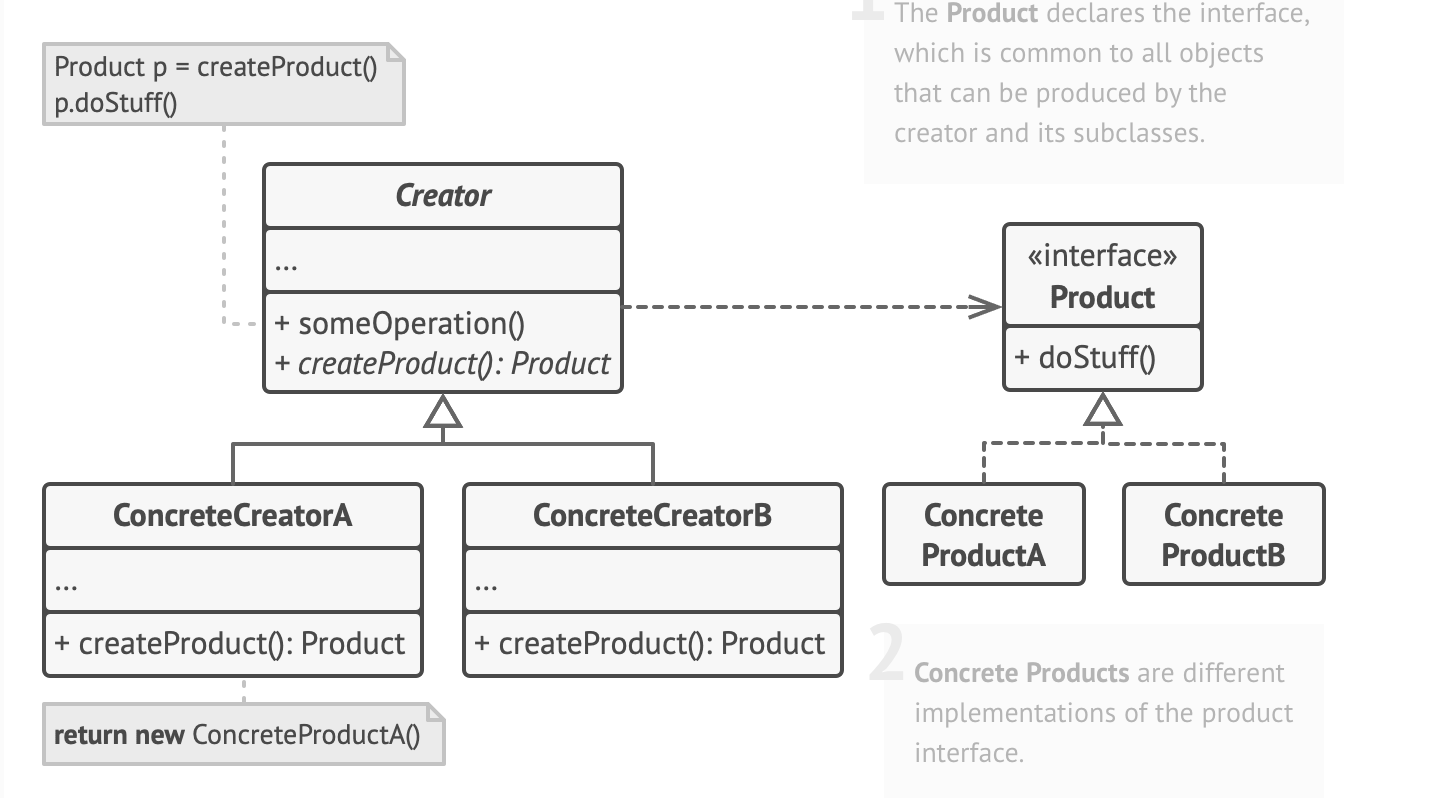 1
The Product declares the interface,
which is common to all objects
that can be produced by the
creator and its subclasses.
Product p = createProduct()
p.doStuff()
Creator
...
+ someOperation()
+ createProduct(): Product
«interface»
Product
+ doStuff()
ConcreteCreatorA
...
+ createProduct(): Product
ConcreteCreatorB
...
+ createProduct(): Product
Concrete
ProductA
Concrete
ProductB
return new ConcreteProductA()
2
Concrete Products are different
implementations of the product
interface.